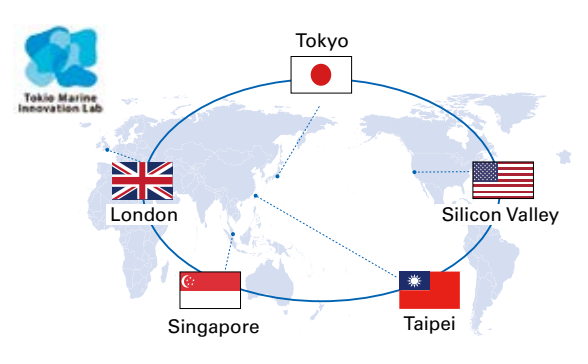 Tokyo
Tokio Marine
Innovation Lab
London
Silicon Valley
Singapore
Taipei